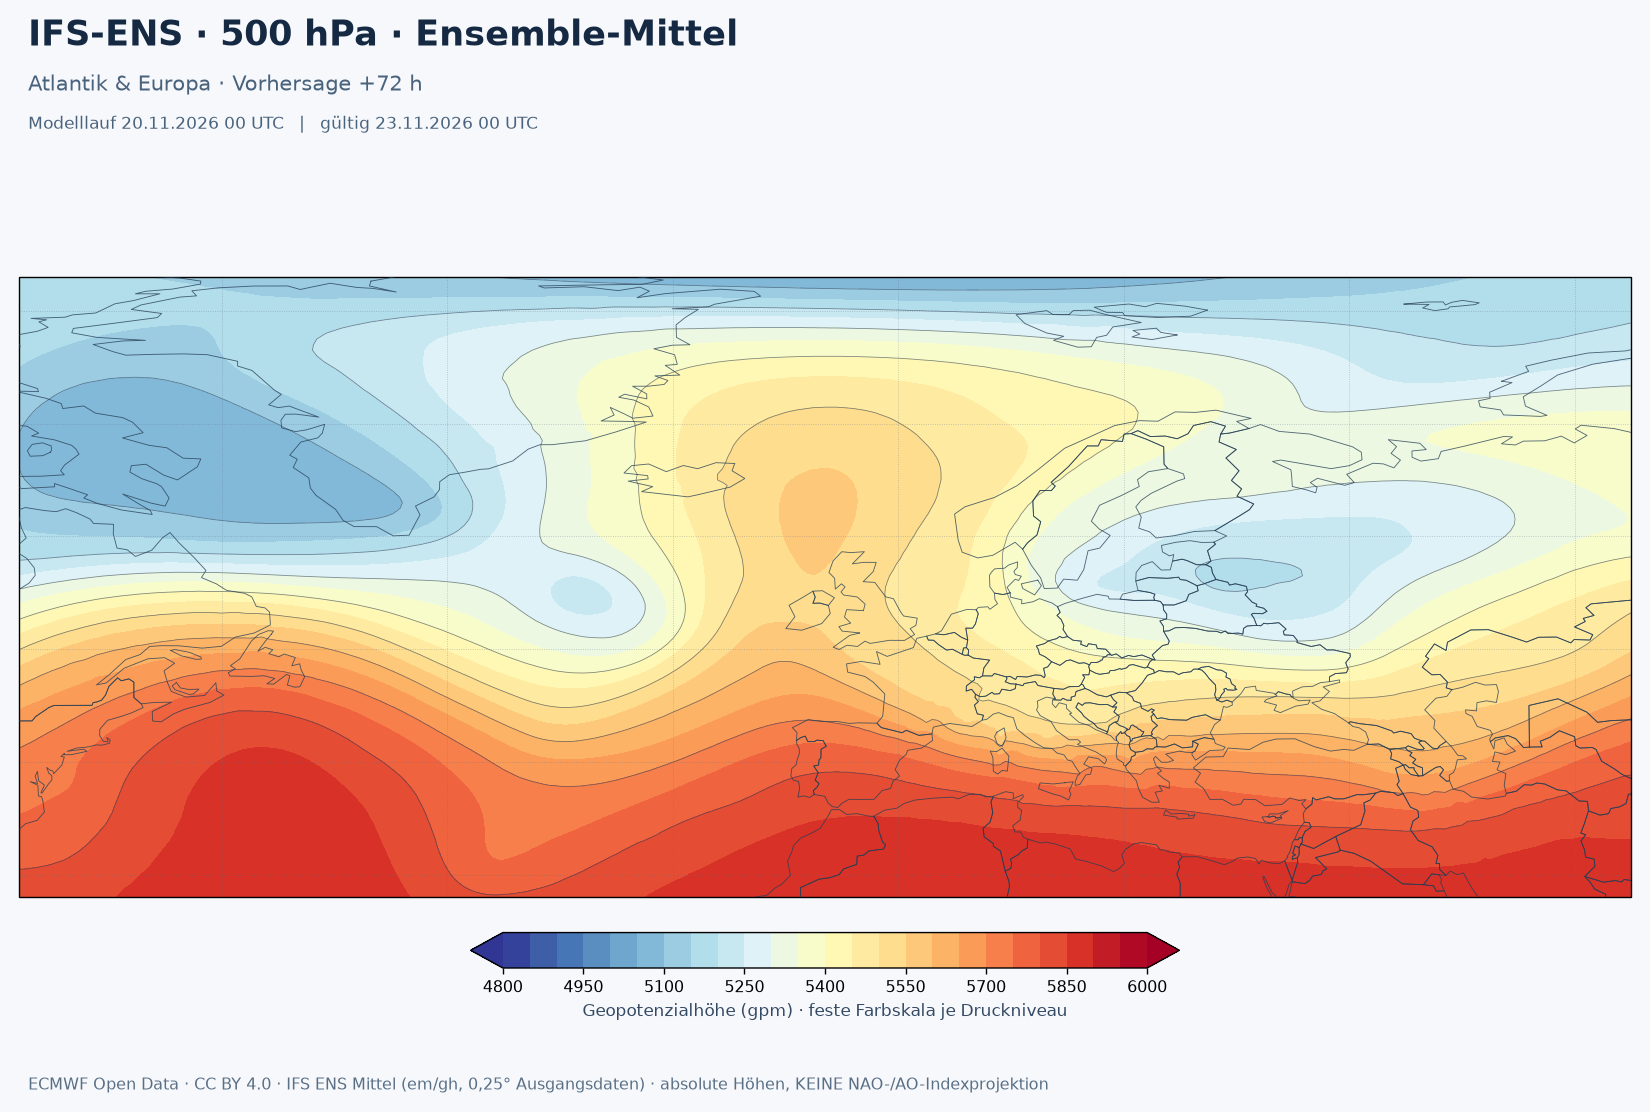 IFS-ENS · 500 hPa · Ensemble-Mittel
Atlantik & Europa · Vorhersage +72 h
Modelllauf 20.11.2026 00 UTC | gültig 23.11.2026 00 UTC
4800 4950 5100 5250 5400 5550 5700 5850 6000
Geopotenzialhöhe (gpm) · feste Farbskala je Druckniveau
ECMWF Open Data · CC BY 4.0 · IFS ENS Mittel (em/gh, 0,25° Ausgangsdaten) · absolute Höhen, KEINE NAO-/AO-Indexprojektion